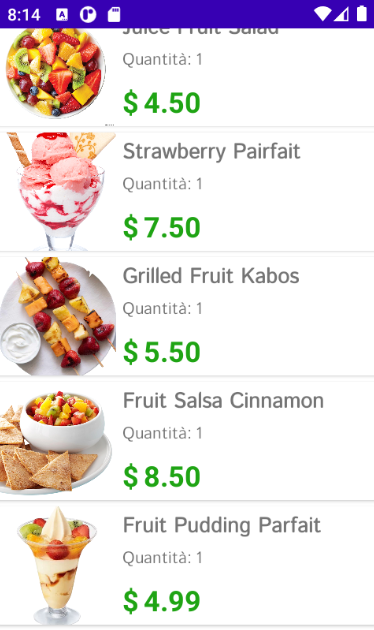 8:14
Juice Fruit Salad
Quantità: 1
$ 4.50
Strawberry Pairfait
Quantità: 1
$ 7.50
Grilled Fruit Kabos
Quantità: 1
$ 5.50
Fruit Salsa Cinnamon
Quantità: 1
$ 8.50
Fruit Pudding Parfait
Quantità: 1
$ 4.99